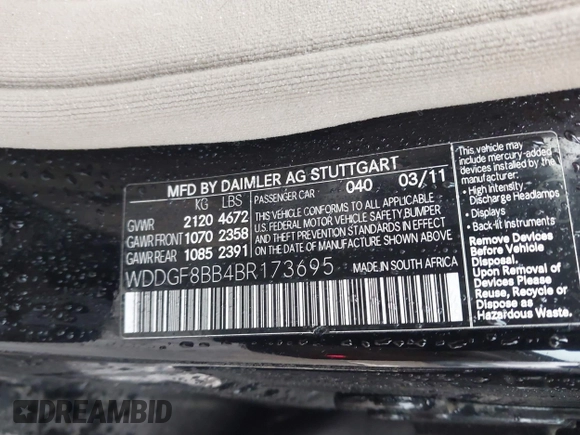 MFD BY DAIMLER AG STUTTGART
KG LBS
GVWR 2120 4672
GAWR FRONT 1070 2358
GAWR REAR 1085 2391
PASSENGER CAR - 040 03/11
THIS VEHICLE CONFORMS TO ALL APPLICABLE
U.S. FEDERAL MOTOR VEHICLE SAFETY, BUMPER
AND THEFT PREVENTION STANDARDS IN EFFECT
ON THE DATE OF MANUFACTURE SHOWN ABOVE.
WDDGF8BB4BR173695 MADE IN SOUTH AFRICA
This vehicle may
include mercury-added
devices installed by the
manufacturer:
- High Intensity
Discharge Headlamps
- Displays
- Back-lit Instruments
Remove Devices
Before Vehicle
Disposal.
Upon Removal of
Devices Please
Reuse, Recycle or
Dispose as
Hazardous Waste.
DREAMBID